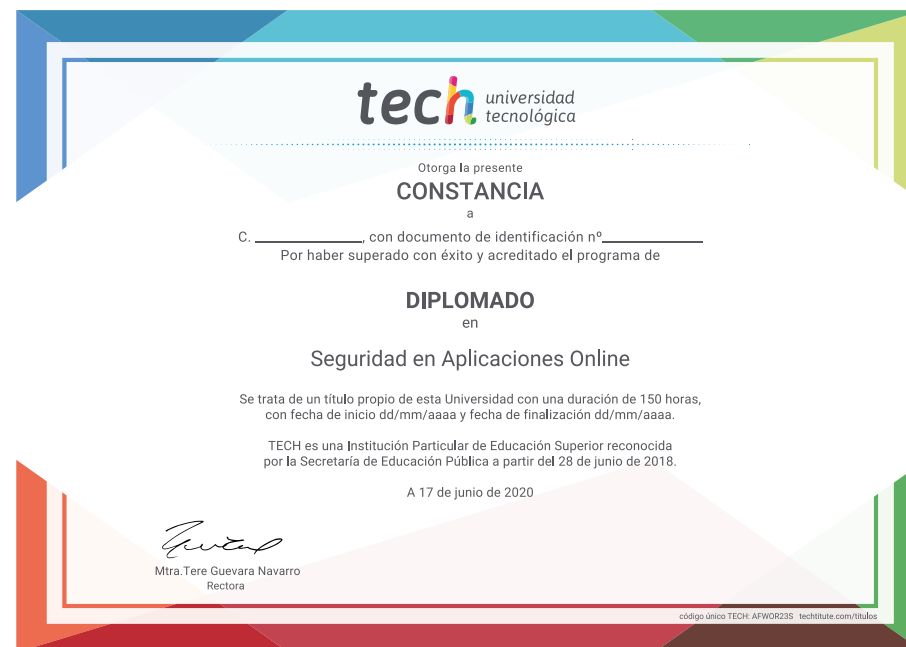 tech universidad
tecnológica
Otorga la presente
CONSTANCIA
a
C. ______________, con documento de identificación nº_____________
Por haber superado con éxito y acreditado el programa de
DIPLOMADO
en
Seguridad en Aplicaciones Online
Se trata de un título propio de esta Universidad con una duración de 150 horas,
con fecha de inicio dd/mm/aaaa y fecha de finalización dd/mm/aaaa.
TECH es una Institución Particular de Educación Superior reconocida
por la Secretaría de Educación Pública a partir del 28 de junio de 2018.
A 17 de junio de 2020
Mtra.Tere Guevara Navarro
Rectora
código único TECH: AFWOR23S techtitute.com/titulos